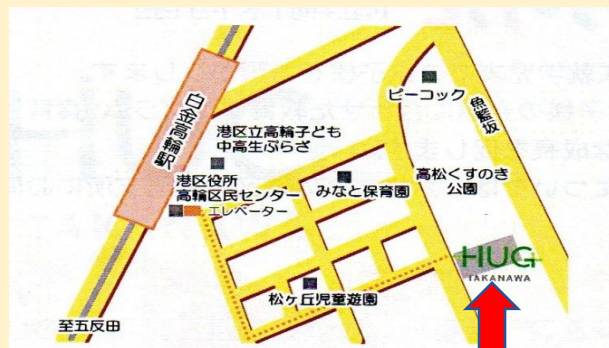 ピーコック
魚籃坂
白金高輪駅
港区立高輪子ども
中高生ぷらざ
港区役所
高輪区民センター
エレベーター
みなと保育園
高松くすのき
公園
HUG
TAKANAWA
松ヶ丘児童遊園
至五反田